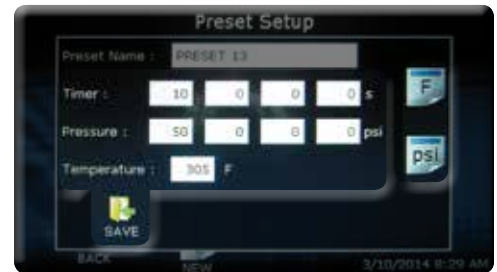 Preset Setup
Preset Name : PRESET 13
Timer : 10 0 0 0 s F
Pressure : 50 0 0 0 psi
psi
Temperature : 305 F
SAVE
BACK NEW 3/10/2014 8:29 AM